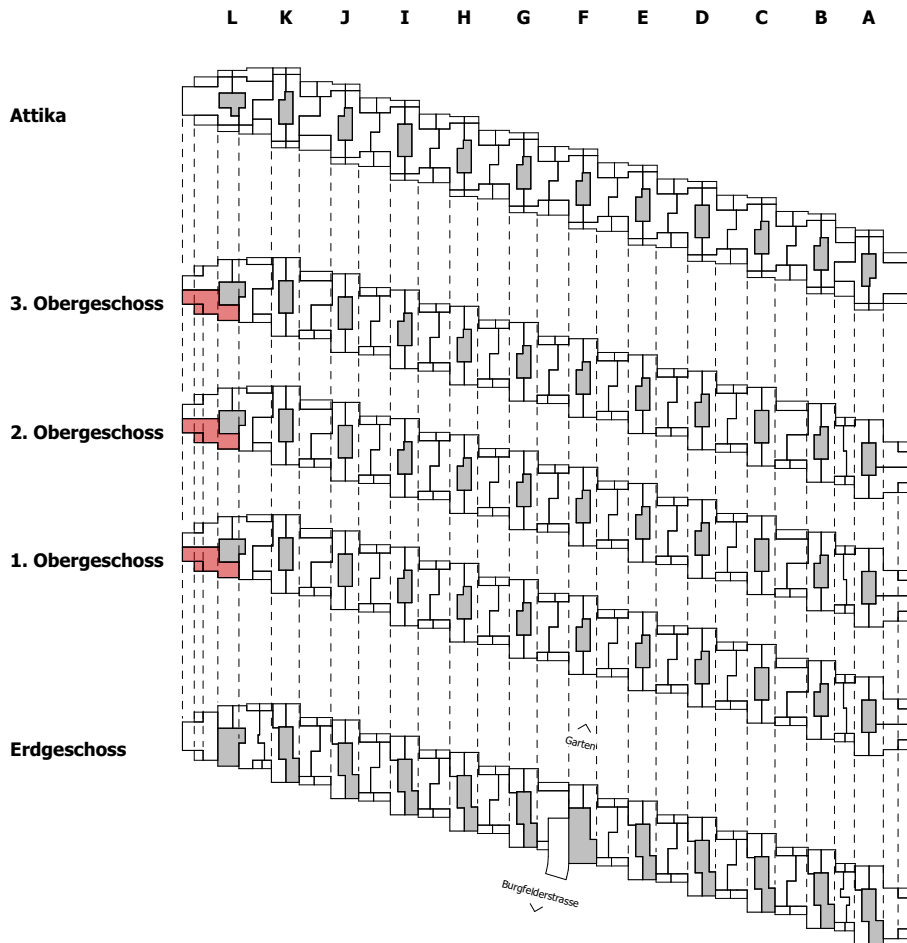 L K J I H G F E D C B A
Attika
3. Obergeschoss
2. Obergeschoss
1. Obergeschoss
Garten
Erdgeschoss
Burgfelderstrasse